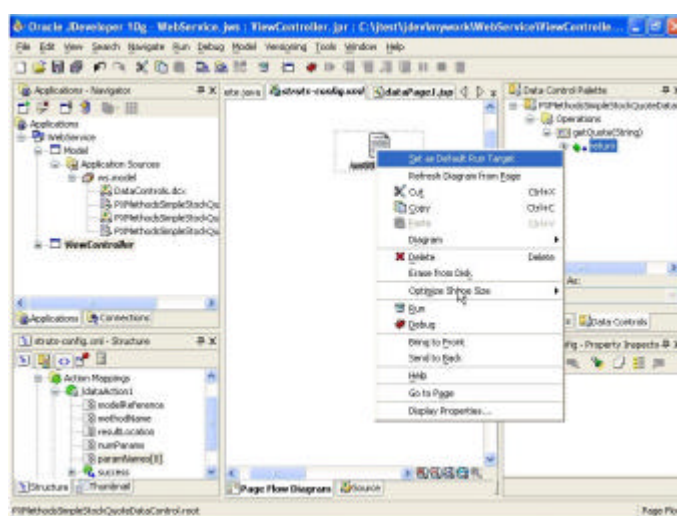 Oracle JDeveloper 10g - WebService.jws : ViewController.jpr : C:\jtest\jdev\mywork\WebService\ViewControlle...
File Edit View Search Navigate Run Debug Model Versioning Tools Window Help
Applications - Navigator
Applications
WebService
Model
Application Sources
ws.model
DataControls.dcx
ViewController
Applications Connections
struts-config.xml - Structure
Action Mappings
/dataAction1
modelReference
methodName
resultLocation
numParams
paramNames[0]
success
Structure Thumbnail
struts-config.xml dataPage1.jsp
Set as Default Run Target
Refresh Diagram from Page
Cut Ctrl+X
Copy Ctrl+C
Paste Ctrl+V
Diagram
Delete Delete
Erase from Disk
Optimize Shape Size
Run
Debug
Bring to Front
Send to Back
Help
Go to Page
Display Properties...
Page Flow Diagram Source
Data Control Palette
Operations
getQuote(String)
return
As:
Data Controls
Property Inspecto
Page Flo